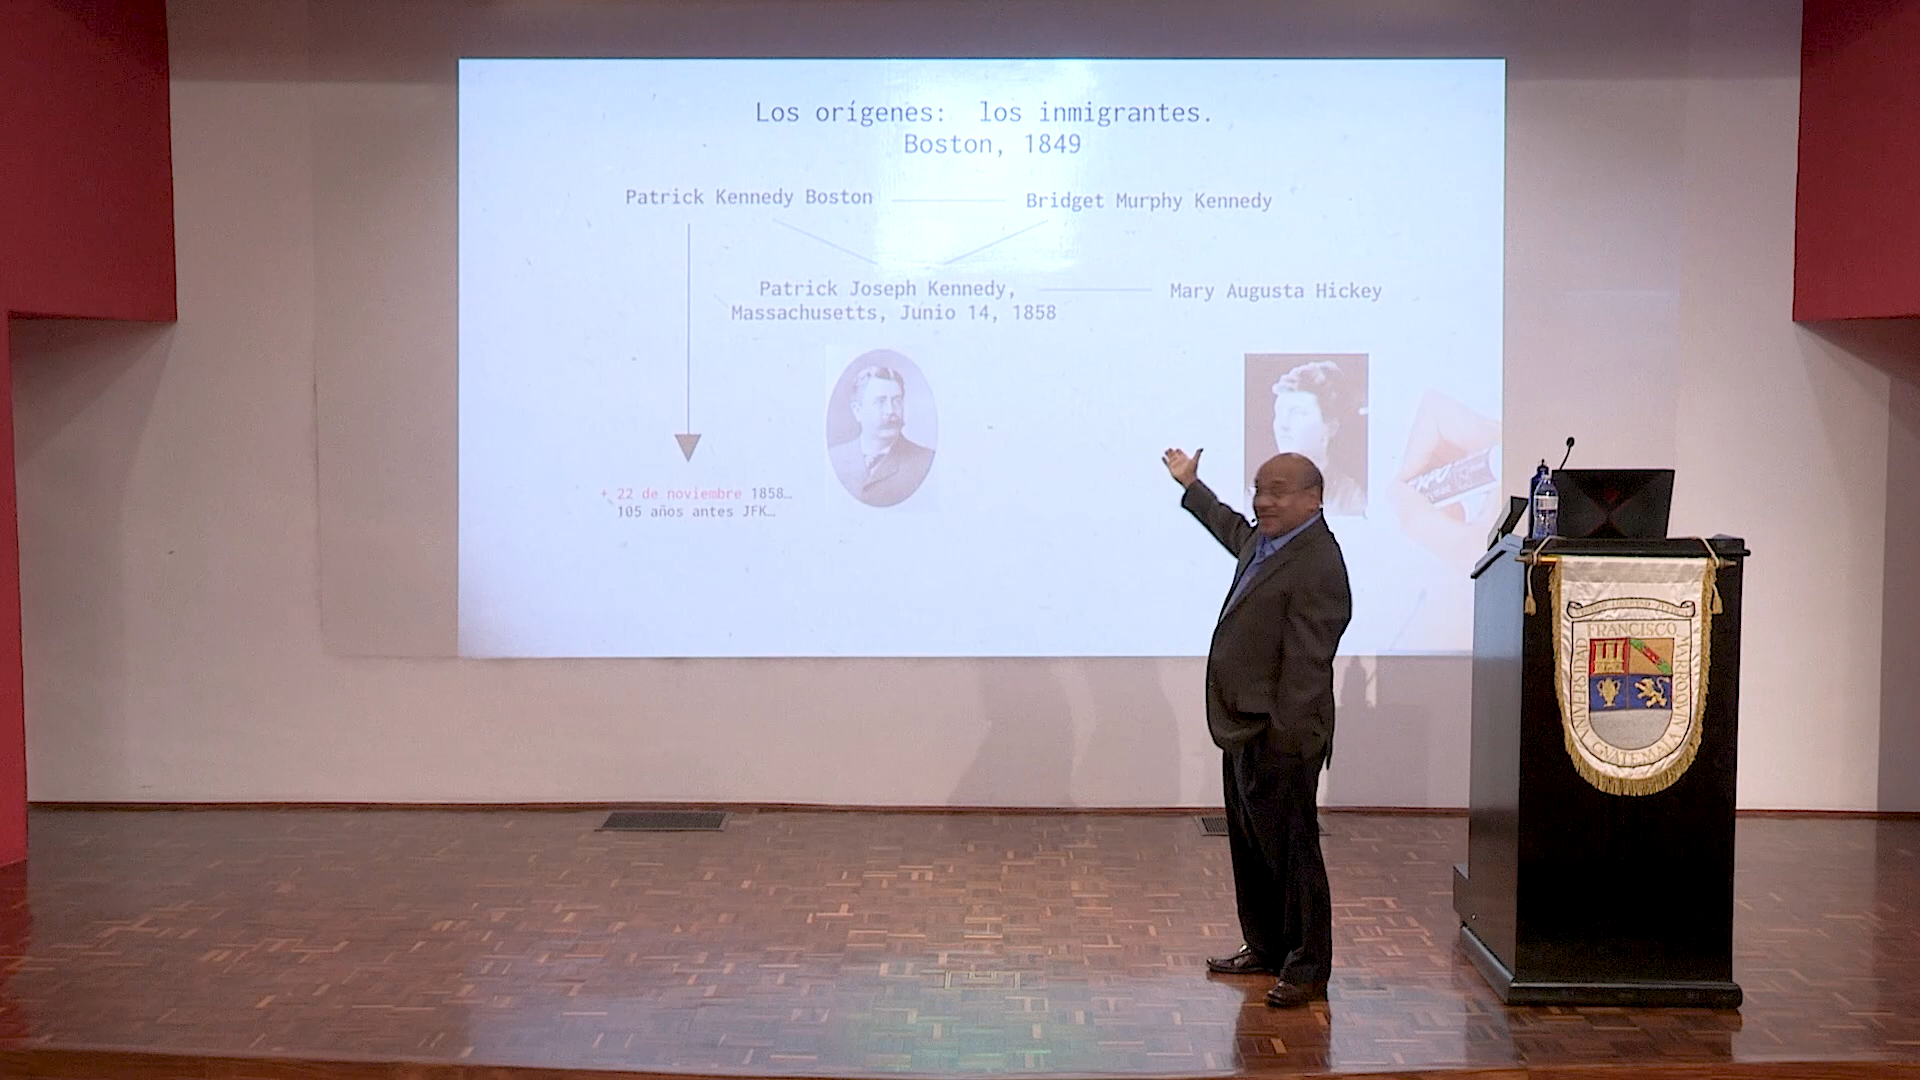 Los orígenes:  los inmigrantes.
Boston, 1849
Patrick Kennedy Boston
Bridget Murphy Kennedy
Patrick Joseph Kennedy,
Massachusetts, Junio 14, 1858
Mary Augusta Hickey
+ 22 de noviembre 1858…
105 años antes JFK…
UNIVERSIDAD FRANCISCO MARROQUIN
GVATEMALA